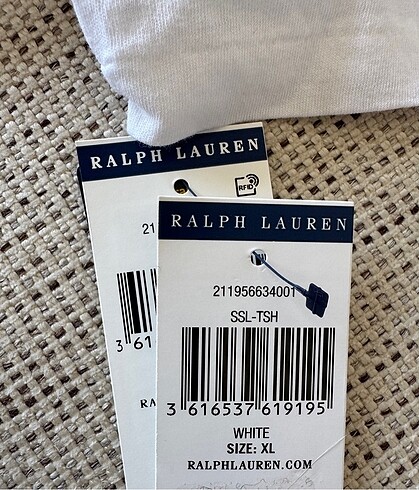 RALPH LAUREN
RFID
21
3 61
RA
RALPH LAUREN
211956634001
SSL-TSH
3 616537 619195
WHITE
SIZE: XL
RALPHLAUREN.COM